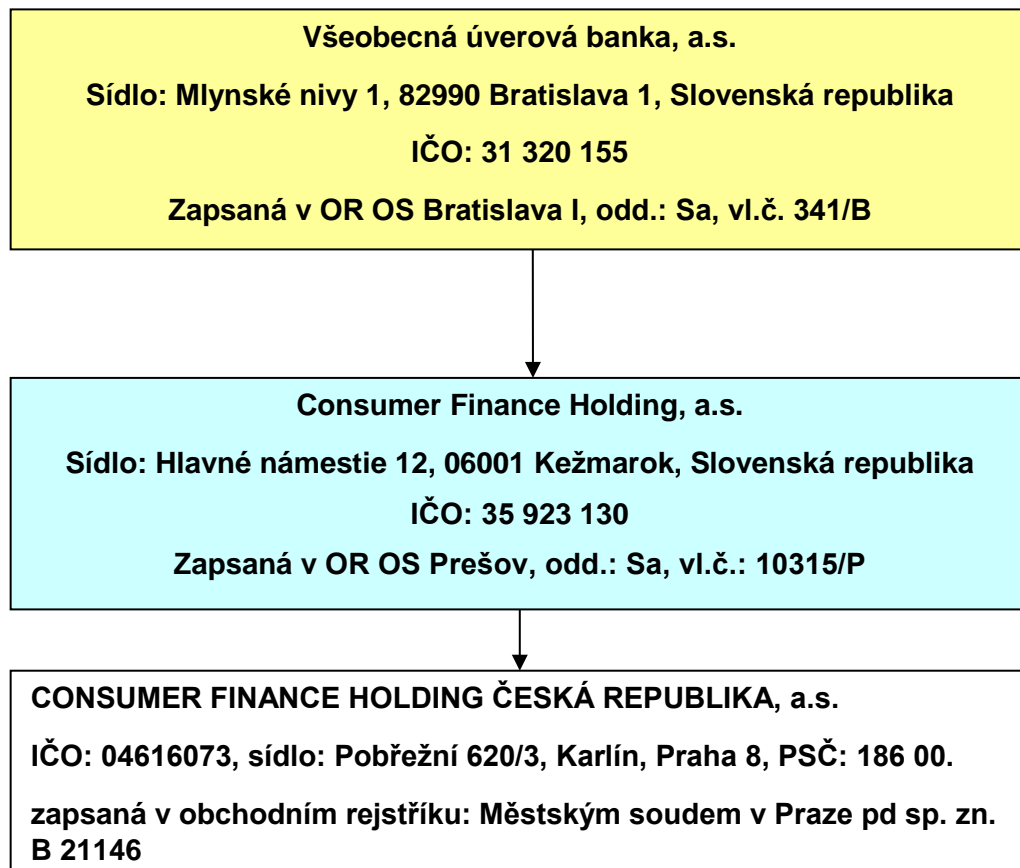 Všeobecná úverová banka, a.s.
Sídlo: Mlynské nivy 1, 82990 Bratislava 1, Slovenská republika
IČO: 31 320 155
Zapsaná v OR OS Bratislava I, odd.: Sa, vl.č. 341/B
Consumer Finance Holding, a.s.
Sídlo: Hlavné námestie 12, 06001 Kežmarok, Slovenská republika
IČO: 35 923 130
Zapsaná v OR OS Prešov, odd.: Sa, vl.č.: 10315/P
CONSUMER FINANCE HOLDING ČESKÁ REPUBLIKA, a.s.
IČO: 04616073, sídlo: Pobřežní 620/3, Karlín, Praha 8, PSČ: 186 00.
zapsaná v obchodním rejstříku: Městským soudem v Praze pd sp. zn.
B 21146